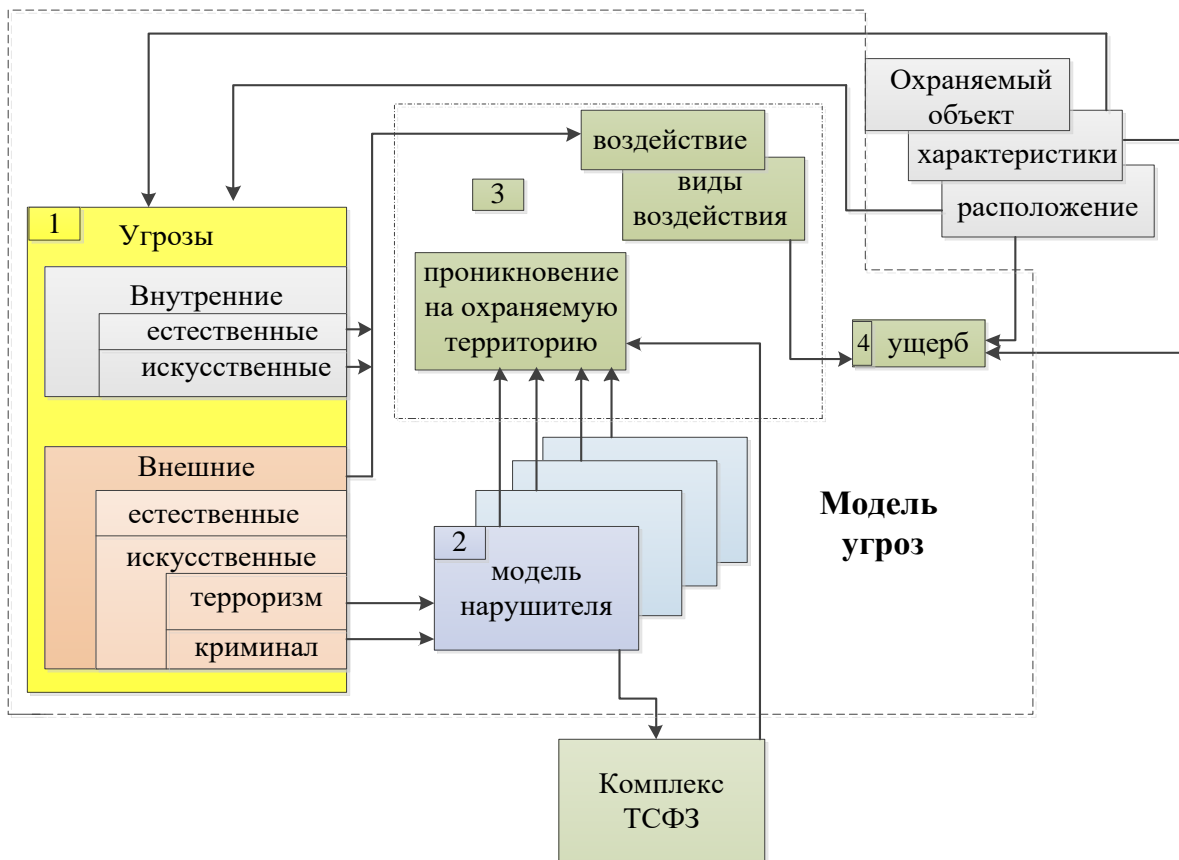 Охраняемый
объект
характеристики
расположение
воздействие
виды
воздействия
3
1
Угрозы
Внутренние
естественные
искусственные
проникновение
на охраняемую
территорию
4
ущерб
Внешние
естественные
искусственные
терроризм
криминал
2
модель
нарушителя
Модель
угроз
Комплекс
ТСФЗ